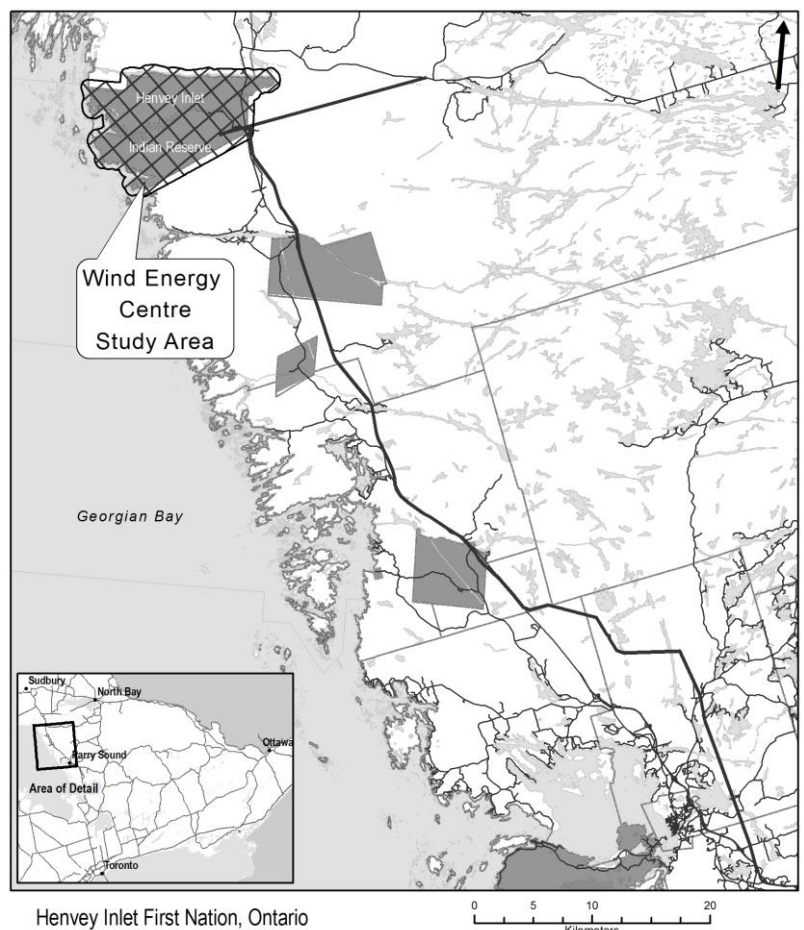 Henvey Inlet
Indian Reserve
Wind Energy
Centre
Study Area
Georgian Bay
Sudbury
North Bay
Ottawa
Parry Sound
Area of Detail
Toronto
Henvey Inlet First Nation, Ontario
0 5 10 20
Kilometers